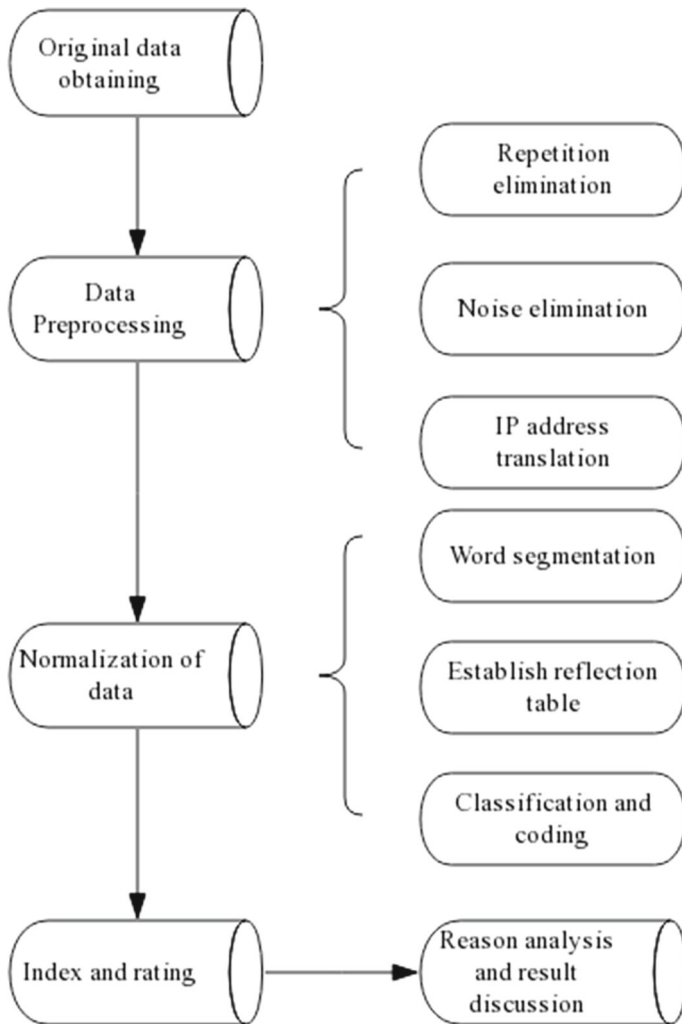 Original data
obtaining
Repetition
elimination
Data
Preprocessing
Noise elimination
IP address
translation
Word segmentation
Normalization of
data
Establish reflection
table
Classification and
coding
Index and rating
Reason analysis
and result
discussion